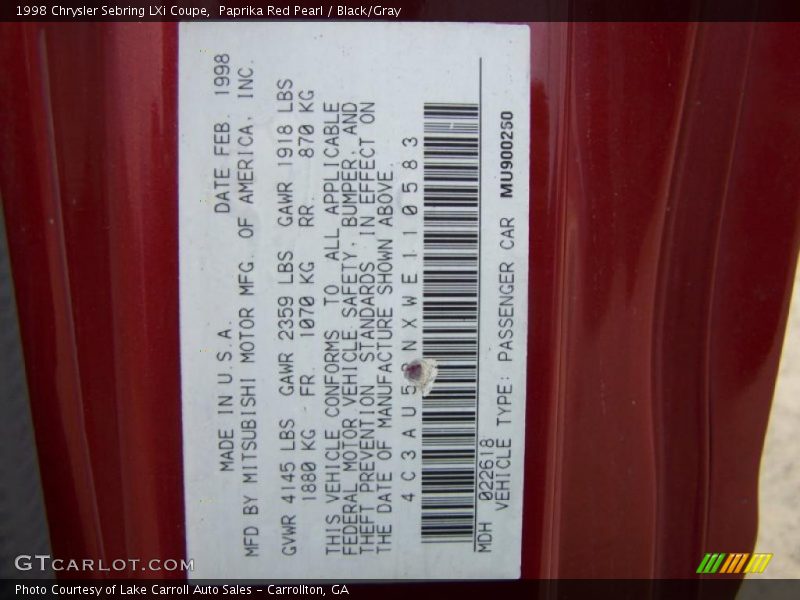 1998 Chrysler Sebring LXi Coupe, Paprika Red Pearl / Black/Gray
MADE IN U.S.A. DATE FEB. 1998
MFD BY MITSUBISHI MOTOR MFG. OF AMERICA, INC.
GVWR 4145 LBS GAWR 2359 LBS GAWR 1918 LBS
1880 KG FR. 1070 KG RR. 870 KG
THIS VEHICLE CONFORMS TO ALL APPLICABLE
FEDERAL MOTOR VEHICLE SAFETY, BUMPER, AND
THEFT PREVENTION STANDARDS IN EFFECT ON
THE DATE OF MANUFACTURE SHOWN ABOVE.
4C3AU5 NXWE110583
MDH 022618
VEHICLE TYPE: PASSENGER CAR MU900260
GTCARLOT.COM
Photo Courtesy of Lake Carroll Auto Sales - Carrollton, GA